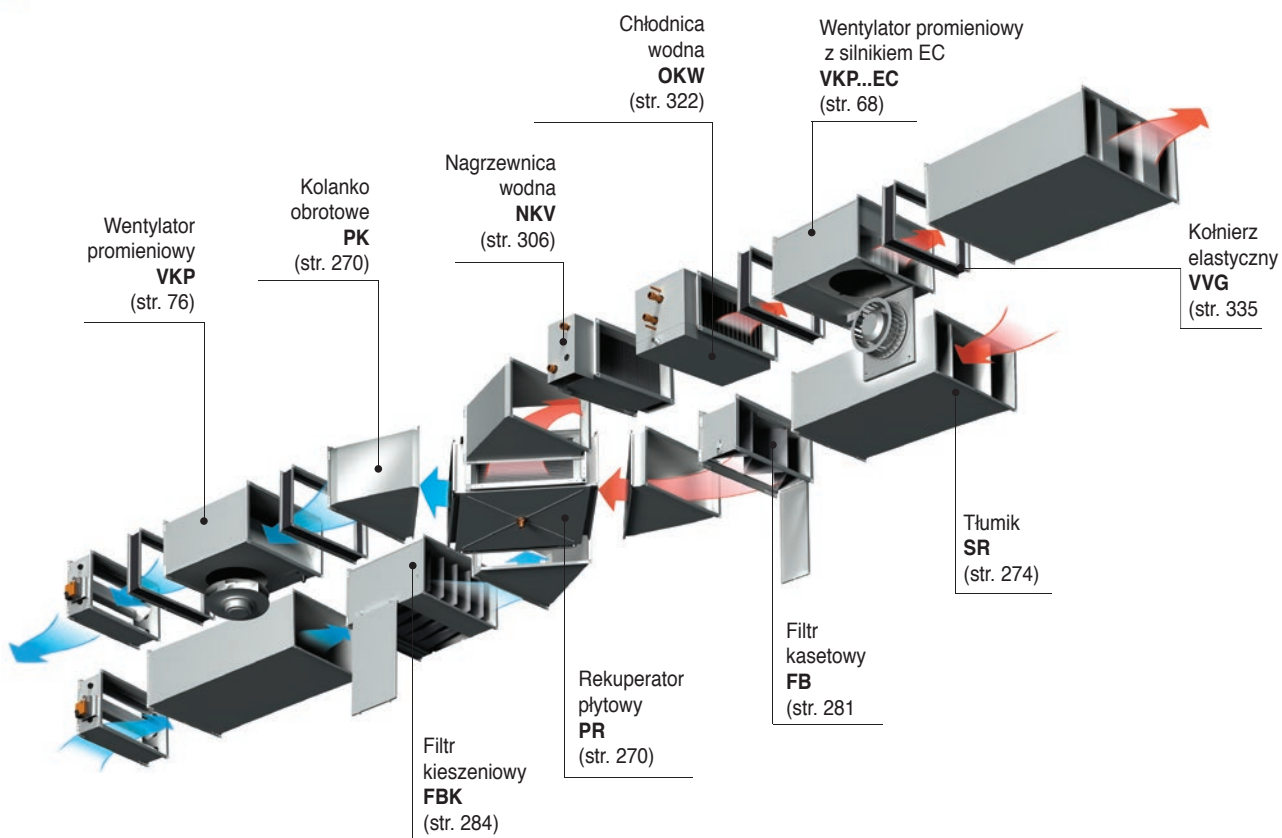 Chłodnica
wodna
OKW
(str. 322)
Wentylator promieniowy
z silnikiem EC
VKP...EC
(str. 68)
Nagrzewnica
wodna
NKV
(str. 306)
Kolanko
obrotowe
PK
(str. 270)
Wentylator
promieniowy
VKP
(str. 76)
Kołnierz
elastyczny
VVG
(str. 335
Tłumik
SR
(str. 274)
Filtr
kasetowy
FB
(str. 281
Rekuperator
płytowy
PR
(str. 270)
Filtr
kieszeniowy
FBK
(str. 284)